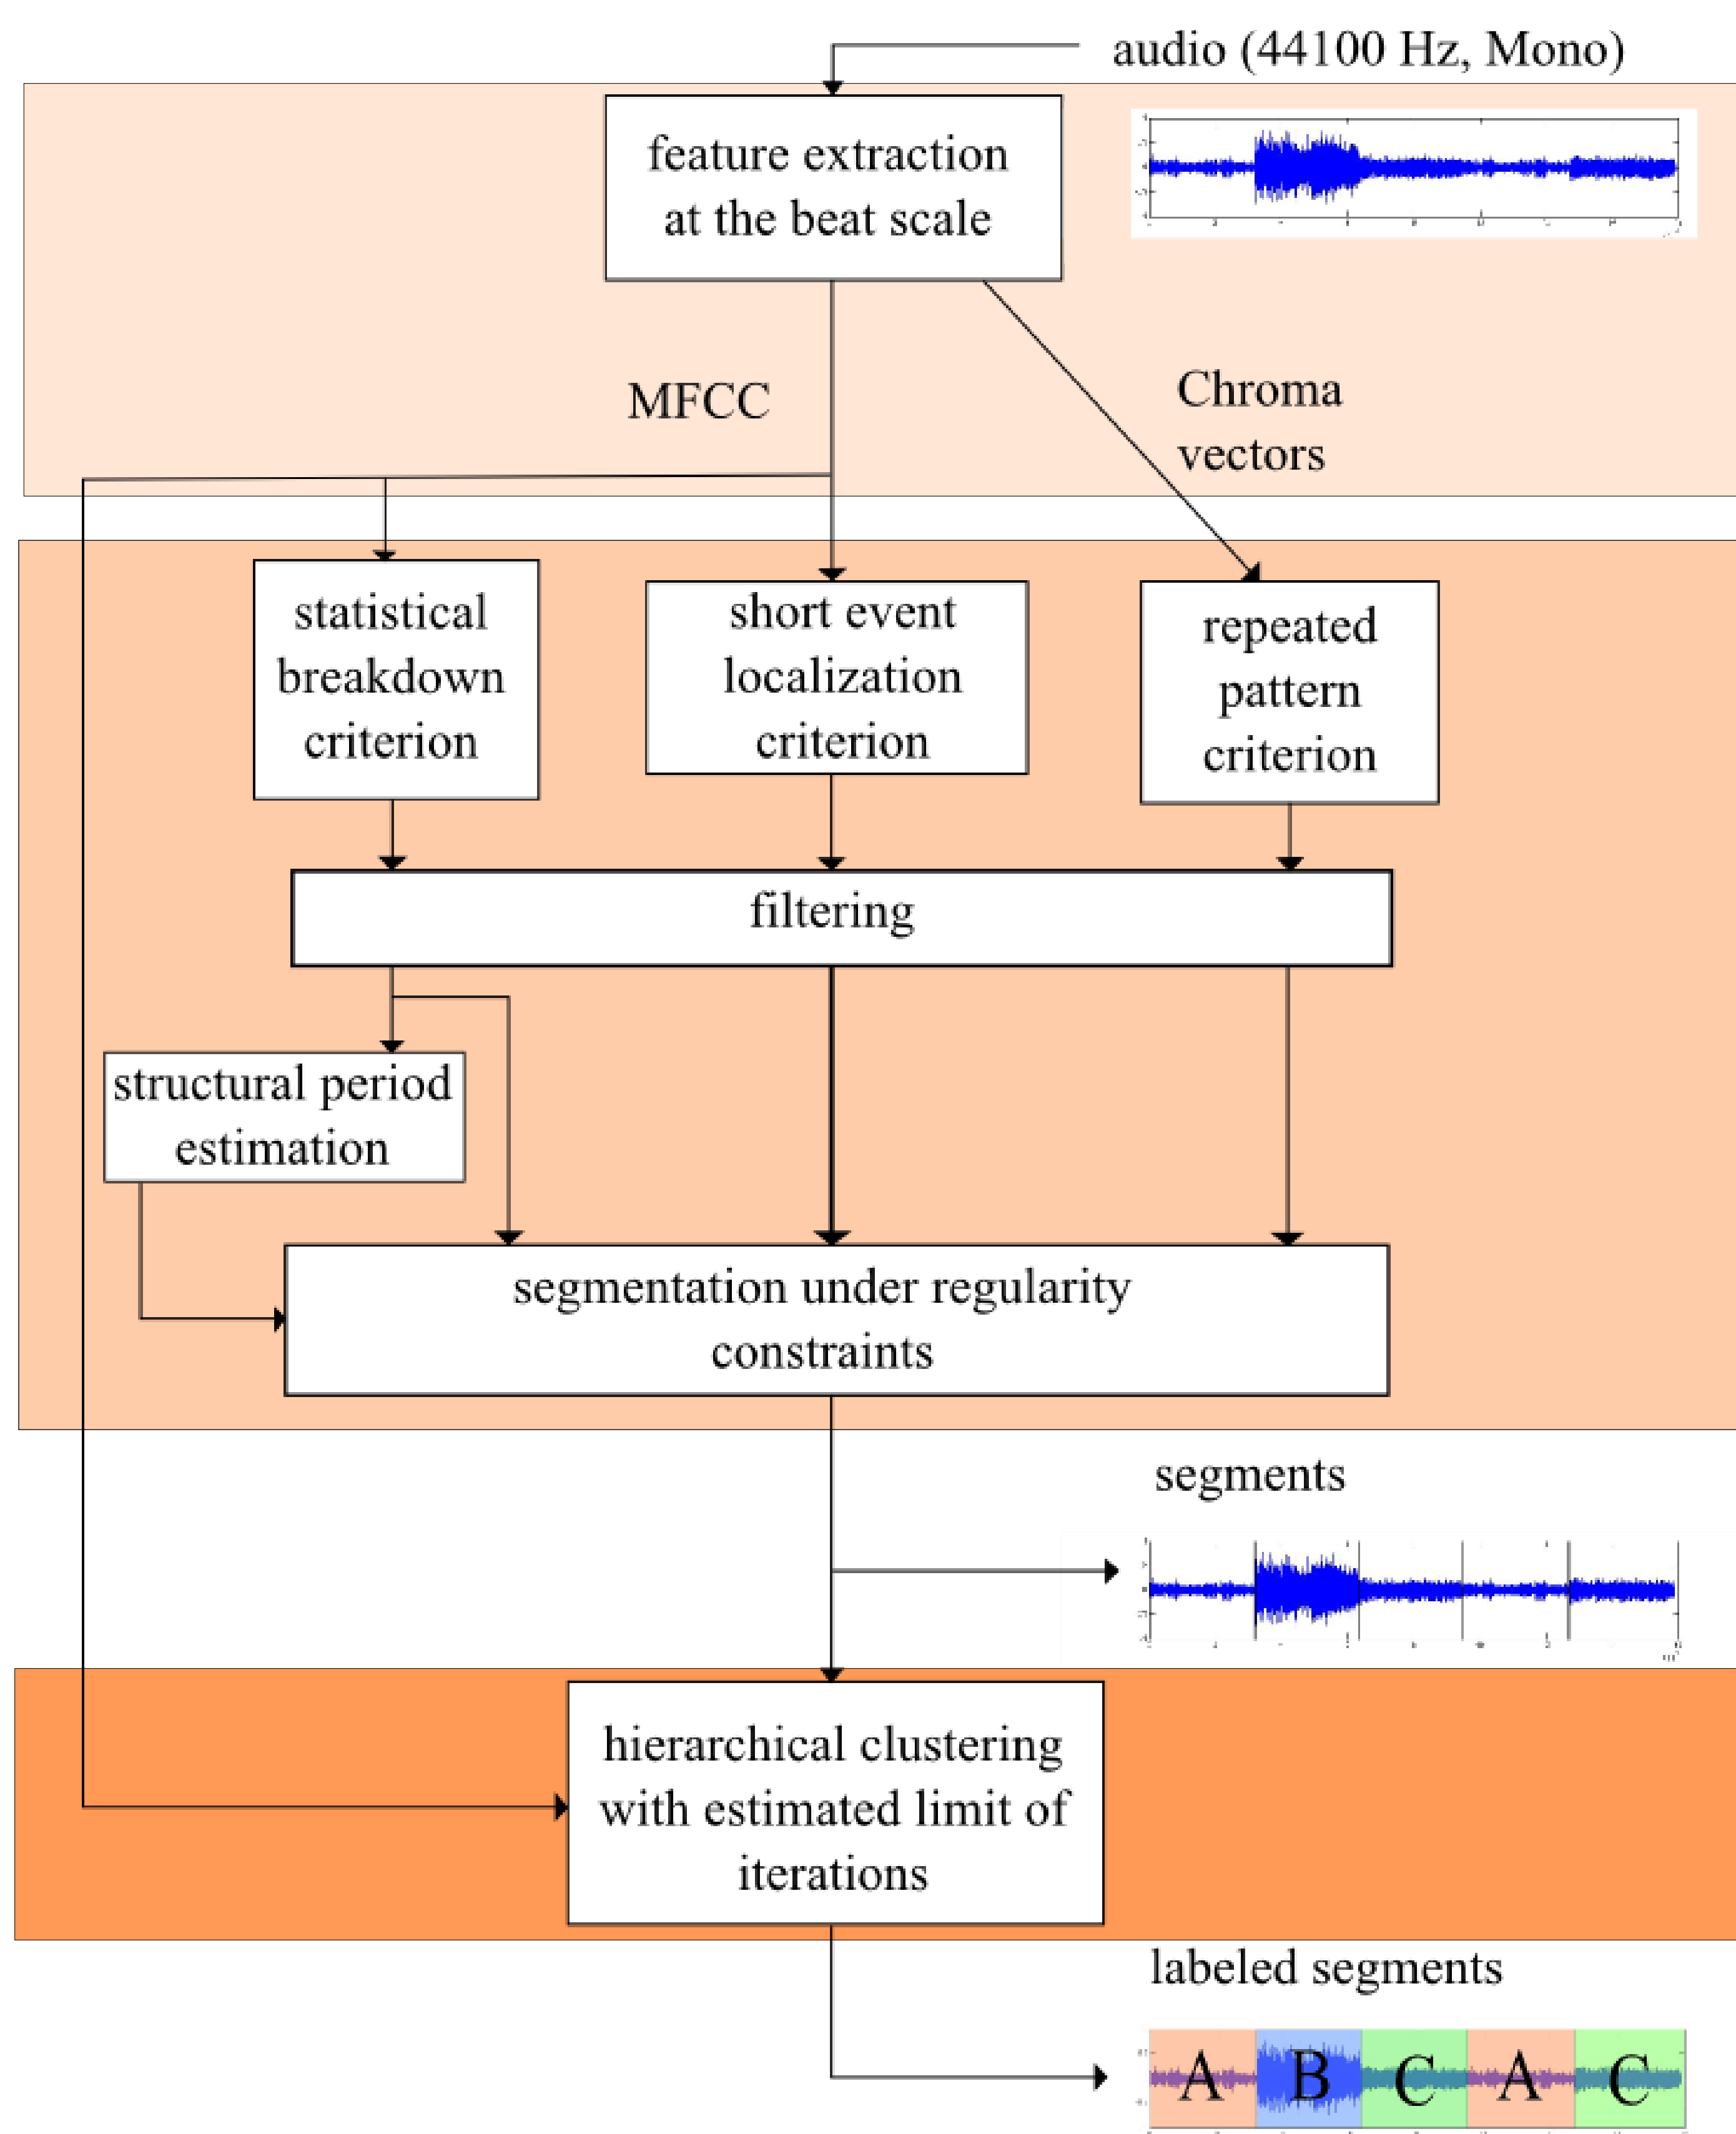 audio (44100 Hz, Mono)
feature extraction
at the beat scale
MFCC
Chroma
vectors
statistical
breakdown
criterion
short event
localization
criterion
repeated
pattern
criterion
filtering
structural period
estimation
segmentation under regularity
constraints
segments
hierarchical clustering
with estimated limit of
iterations
labeled segments
A B C A C